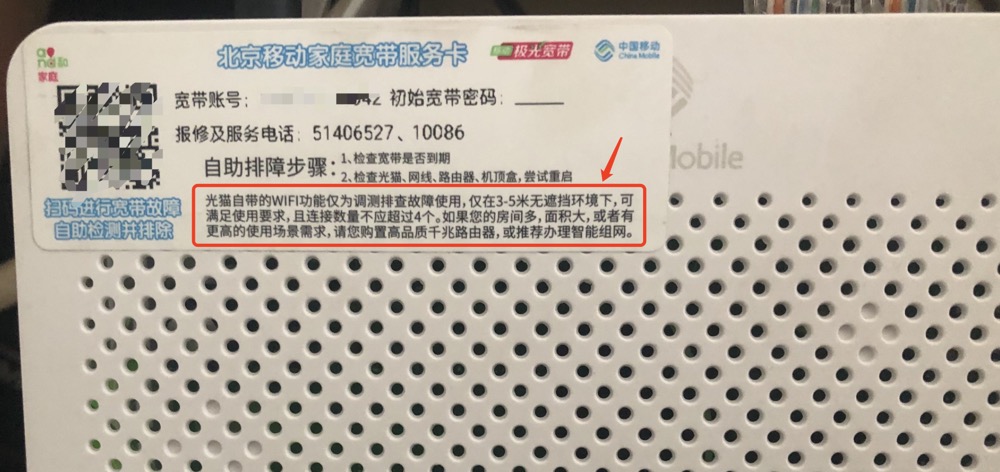 and和
家庭
北京移动家庭宽带服务卡
移动 极光宽带
中国移动
China Mobile
宽带账号: 942 初始宽带密码:
报修及服务电话: 51406527、10086
自助排障步骤:
1、检查宽带是否到期
2、检查光猫、网线、路由器、机顶盒,尝试重启
扫码进行宽带故障
自助检测并排除
光猫自带的WIFI功能仅为调测排查故障使用,仅在3-5米无遮挡环境下,可
满足使用要求,且连接数量不应超过4个。如果您的房间多,面积大,或者有
更高的使用场景需求,请您购置高品质千兆路由器,或推荐办理智能组网。
Mobile